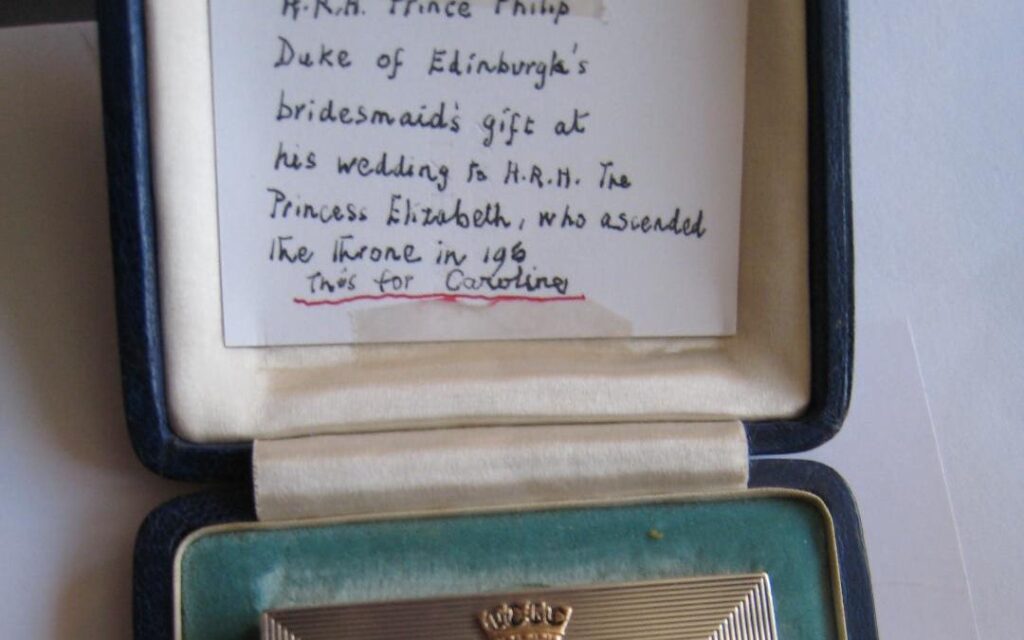 H.R.H. Prince Philip
Duke of Edinburgh's
bridesmaid's gift at
his wedding to H.R.H. The
Princess Elizabeth, who ascended
The Throne in 196
This for Caroline